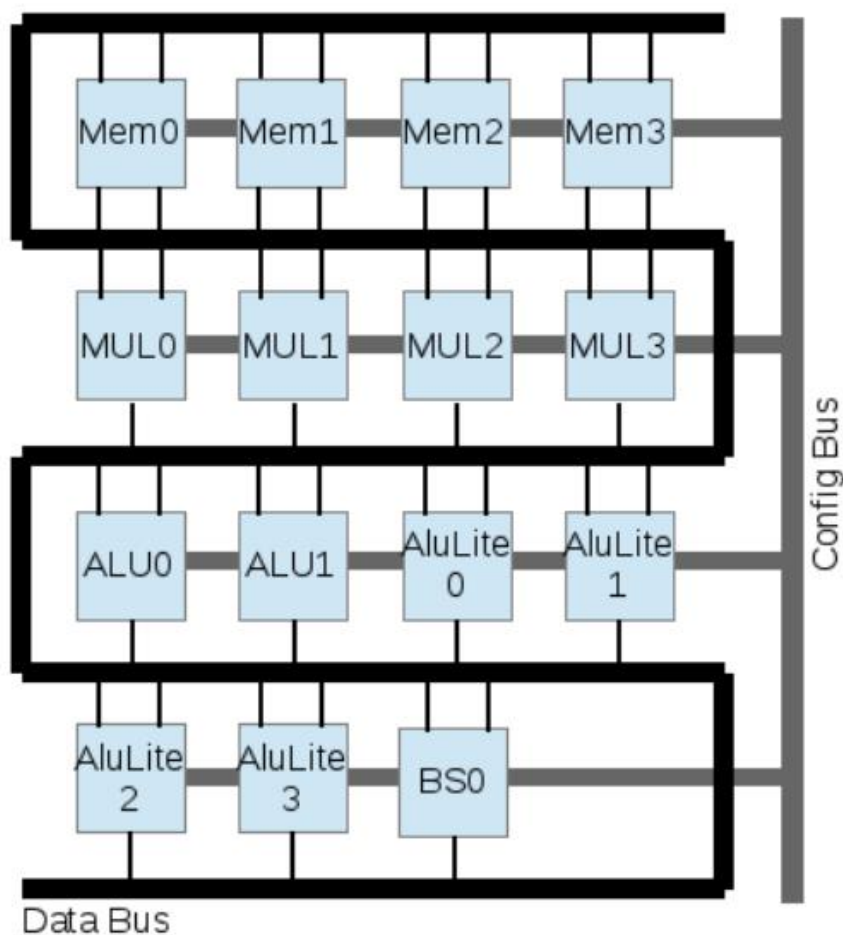 Mem0
Mem1
Mem2
Mem3
MUL0
MUL1
MUL2
MUL3
ALU0
ALU1
AluLite
0
AluLite
1
AluLite
2
AluLite
3
BS0
Config Bus
Data Bus